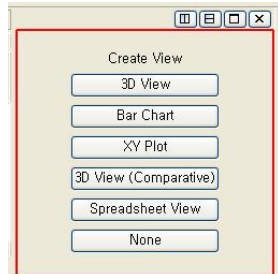 Create View
3D View
Bar Chart
XY Plot
3D View (Comparative)
Spreadsheet View
None